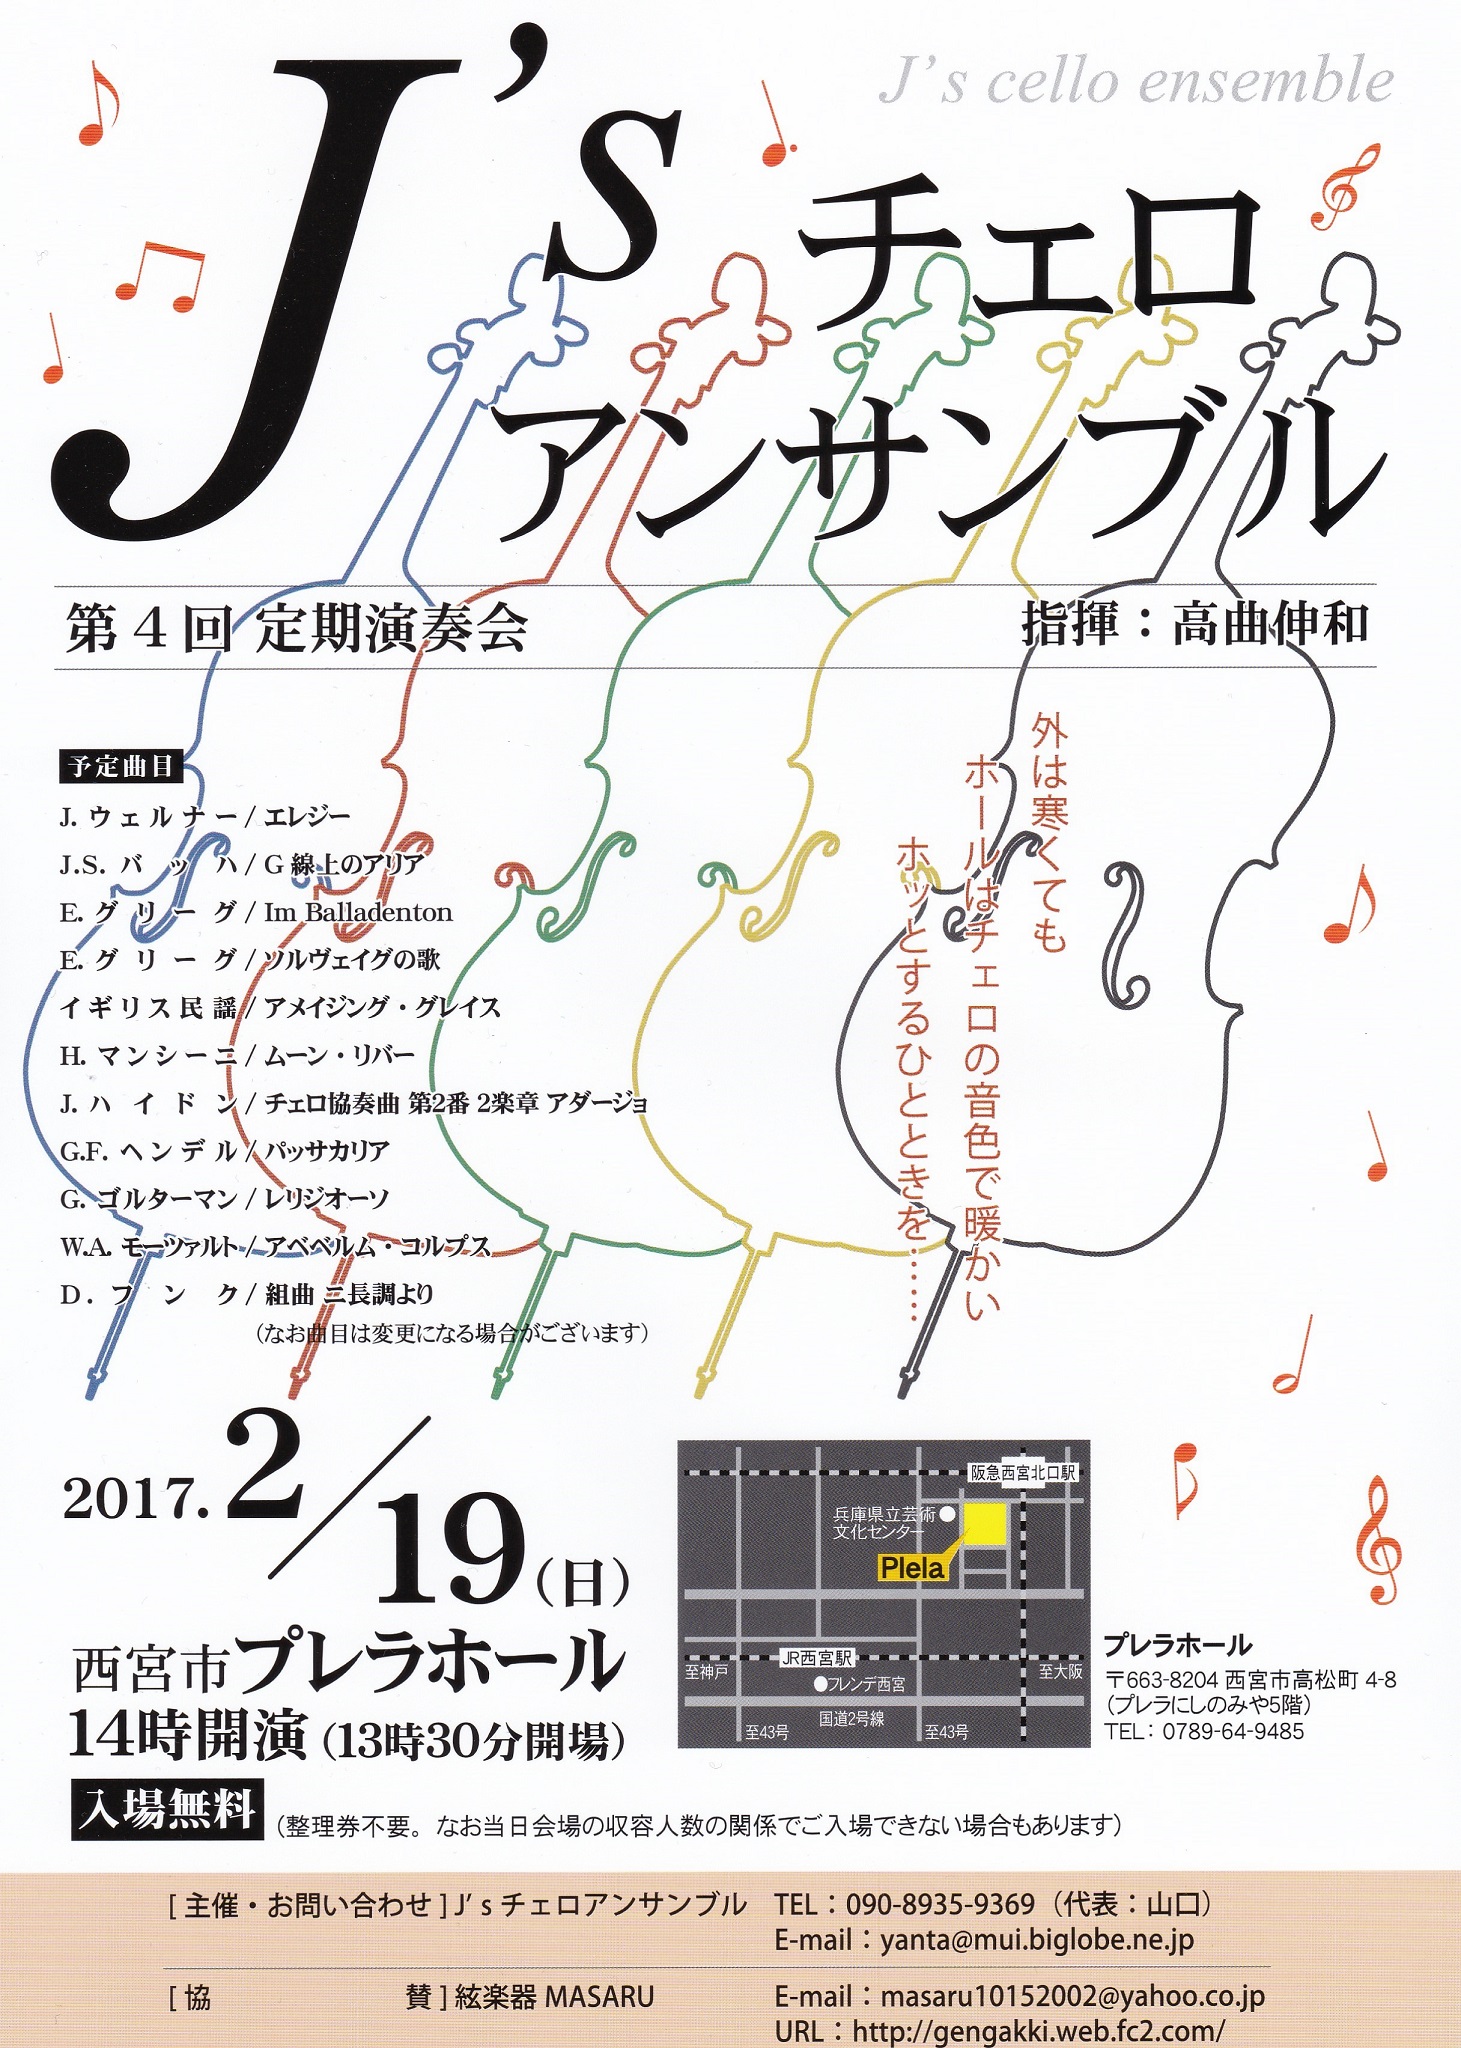 J's cello ensemble
J's チェロ
アンサンブル
第4回 定期演奏会
指揮：高曲伸和
外は寒くても
ホールはチェロの音色で暖かい
ホッとするひとときを……
予定曲目
J. ウェルナー / エレジー
J.S. バッハ / G 線上のアリア
E. グリーグ / Im Balladenton
E. グリーグ / ソルヴェイグの歌
イギリス民謡 / アメイジング・グレイス
H. マンシーニ / ムーン・リバー
J. ハイドン / チェロ協奏曲 第2番 2楽章 アダージョ
G.F. ヘンデル / パッサカリア
G. ゴルターマン / レリジオーソ
W.A. モーツァルト / アベベルム・コルプス
D. フンク / 組曲 ニ長調より
（なお曲目は変更になる場合がございます）
2017. 2/19（日）
西宮市プレラホール
14時開演（13時30分開場）
入場無料（整理券不要。なお当日会場の収容人数の関係でご入場できない場合もあります）
阪急西宮北口駅
兵庫県立芸術
文化センター
Plela
JR西宮駅
至神戸
至大阪
フレンデ西宮
国道2号線
至43号
至43号
プレラホール
〒663-8204 西宮市高松町 4-8
（プレラにしのみや5階）
TEL: 0789-64-9485
[ 主催・お問い合わせ ] J's チェロアンサンブル TEL：090-8935-9369（代表：山口）
E-mail：yanta@mui.biglobe.ne.jp
[ 協 賛 ] 絃楽器 MASARU E-mail：masaru10152002@yahoo.co.jp
URL：http://gengakki.web.fc2.com/